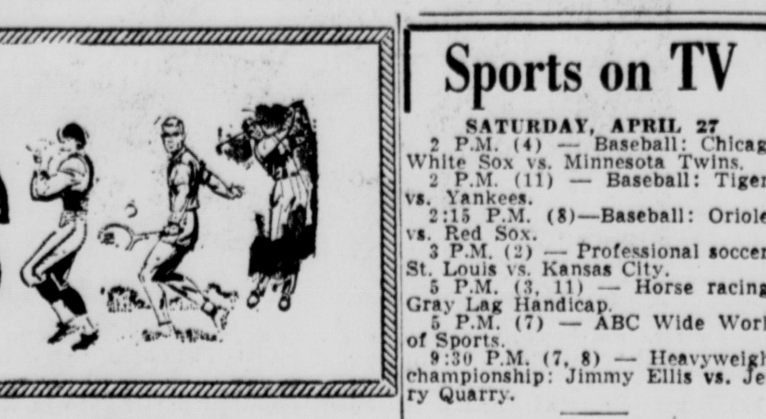 Sports on TV
SATURDAY, APRIL 27
2 P.M. (4) — Baseball: Chicag
White Sox vs. Minnesota Twins.
2 P.M. (11) — Baseball: Tiger
vs. Yankees.
2:15 P.M. (8)—Baseball: Oriole
vs. Red Sox.
3 P.M. (2) — Professional soccer
St. Louis vs. Kansas City.
5 P.M. (3, 11) — Horse racing
Gray Lag Handicap.
5 P.M. (7) — ABC Wide Worl
of Sports.
9:30 P.M. (7, 8) — Heavyweigh
championship: Jimmy Ellis vs. Je
ry Quarry.